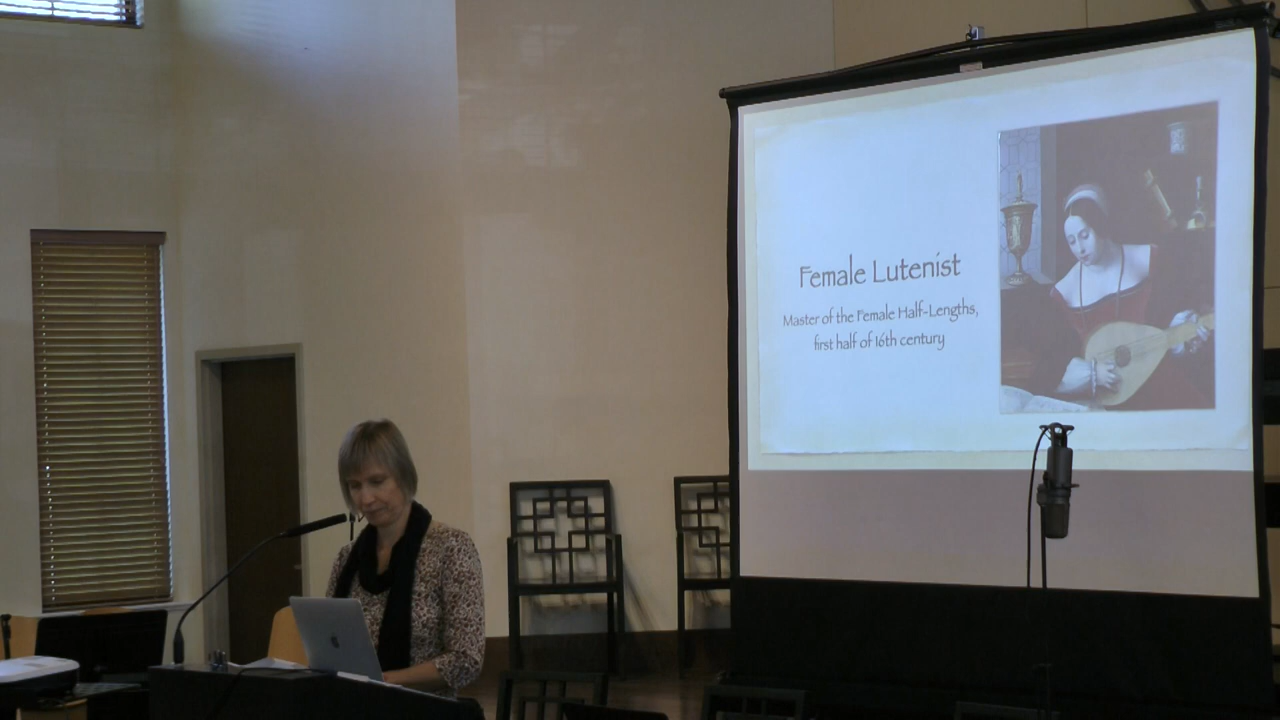 Female Lutenist
Master of the Female Half-Lengths,
first half of 16th century